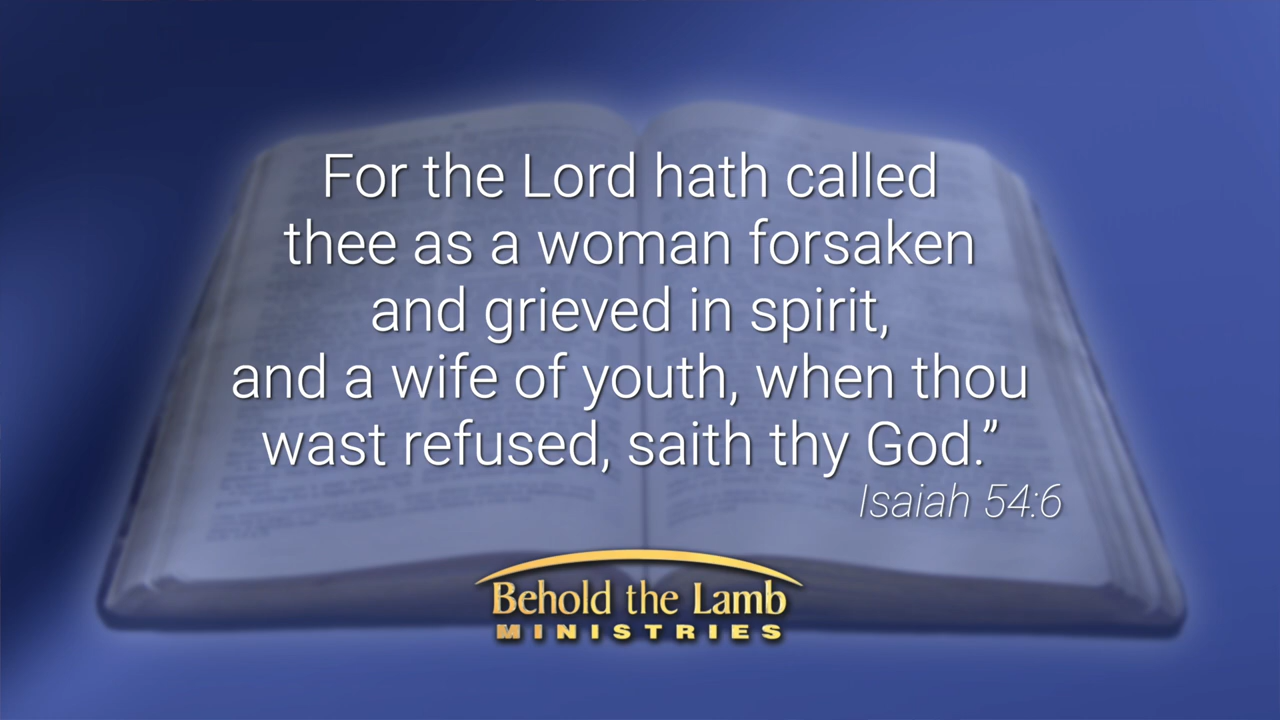 For the Lord hath called
thee as a woman forsaken
and grieved in spirit,
and a wife of youth, when thou
wast refused, saith thy God.”
Isaiah 54:6
Behold the Lamb
MINISTRIES